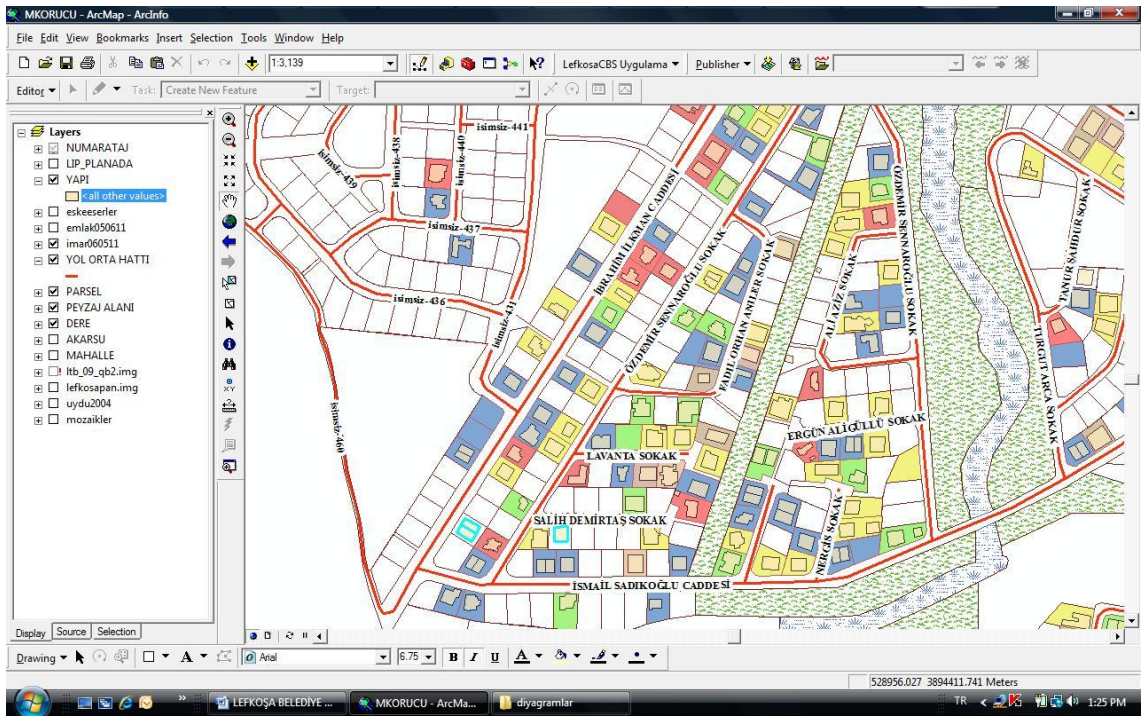 MKORUCU - ArcMap - ArcInfo
File Edit View Bookmarks Insert Selection Tools Window Help
1:3,139
LefkosaCBS Uygulama
Publisher
Editor
Task: Create New Feature
Target:
Layers
NUMARATAJ
LIP_PLANADA
YAPI
<all other values>
eskeeserler
emlak050611
imar060511
YOL ORTA HATTI
PARSEL
PEYZAJ ALANI
DERE
AKARSU
MAHALLE
ltb_09_qb2.img
lefkosapan.img
uydu2004
mozaikler
isimsiz-441
isimsiz-438
isimsiz-440
isimsiz-439
isimsiz-437
isimsiz-436
isimsiz-431
isimsiz-460
İBRAHİM İLKMAN CADDESİ
ÖZDEMİR SENNAROĞLU SOKAK
FADIL ORHAN ANILER SOKAK
ALİ AZİZ SOKAK
ÖZDEMİR SENNAROĞLU SOKAK
TANUR SAHDUR SOKAK
TURGUT ARCA SOKAK
ERGÜN ALİGÜLLÜ SOKAK
LAVANTA SOKAK
SALİH DEMİRTAŞ SOKAK
NERGİS SOKAK
İSMAİL SADIKOĞLU CADDESİ
Display Source Selection
Drawing
A
Arial
6.75
B I U A
528956.027 3894411.741 Meters
LEFKOŞA BELEDİYE ...
MKORUCU - ArcMa...
diyagramlar
TR
1:25 PM